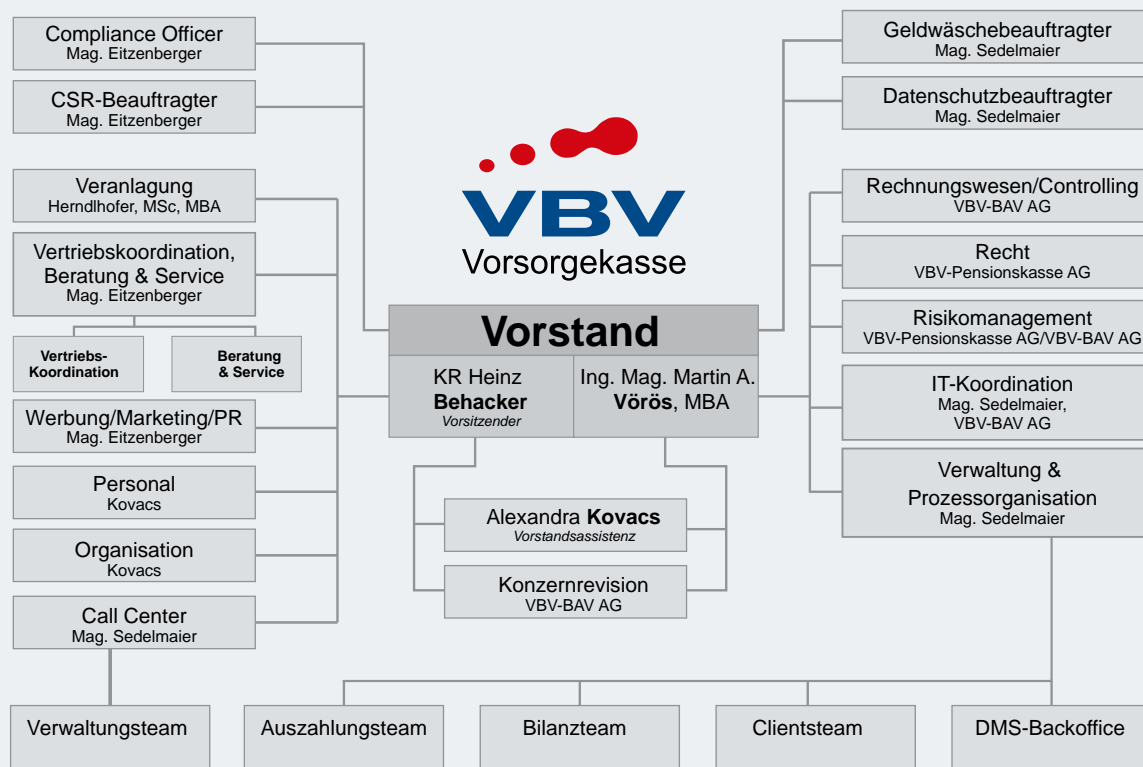 Compliance Officer
Mag. Eitzenberger
CSR-Beauftragter
Mag. Eitzenberger
Veranlagung
Herndlhofer, MSc, MBA
Vertriebskoordination,
Beratung & Service
Mag. Eitzenberger
Vertriebs-
Koordination
Beratung
& Service
Werbung/Marketing/PR
Mag. Eitzenberger
Personal
Kovacs
Organisation
Kovacs
Call Center
Mag. Sedelmaier
VBV
Vorsorgekasse
Vorstand
KR Heinz
Behacker
Vorsitzender
Ing. Mag. Martin A.
Vörös, MBA
Alexandra Kovacs
Vorstandsassistenz
Konzernrevision
VBV-BAV AG
Geldwäschebeauftragter
Mag. Sedelmaier
Datenschutzbeauftragter
Mag. Sedelmaier
Rechnungswesen/Controlling
VBV-BAV AG
Recht
VBV-Pensionskasse AG
Risikomanagement
VBV-Pensionskasse AG/VBV-BAV AG
IT-Koordination
Mag. Sedelmaier,
VBV-BAV AG
Verwaltung &
Prozessorganisation
Mag. Sedelmaier
Verwaltungsteam
Auszahlungsteam
Bilanzteam
Clientsteam
DMS-Backoffice